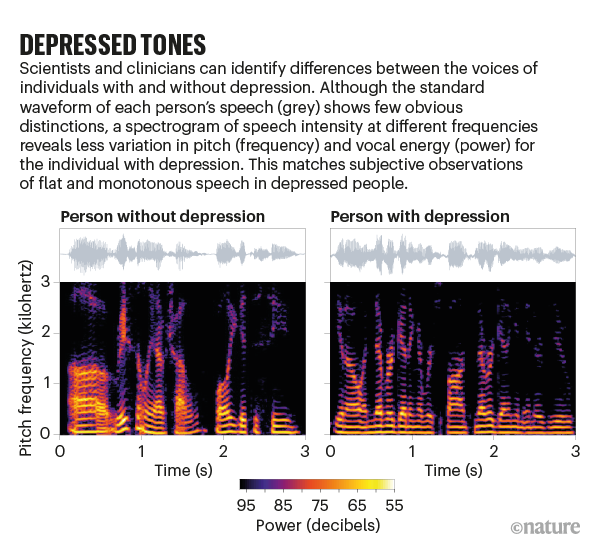 DEPRESSED TONES
Scientists and clinicians can identify differences between the voices of
individuals with and without depression. Although the standard
waveform of each person’s speech (grey) shows few obvious
distinctions, a spectrogram of speech intensity at different frequencies
reveals less variation in pitch (frequency) and vocal energy (power) for
the individual with depression. This matches subjective observations
of flat and monotonous speech in depressed people.
Person without depression
Person with depression
Pitch frequency (kilohertz)
3
2
1
0
0 1 2 3
Time (s)
0 1 2 3
Time (s)
95 85 75 65 55
Power (decibels)
©nature